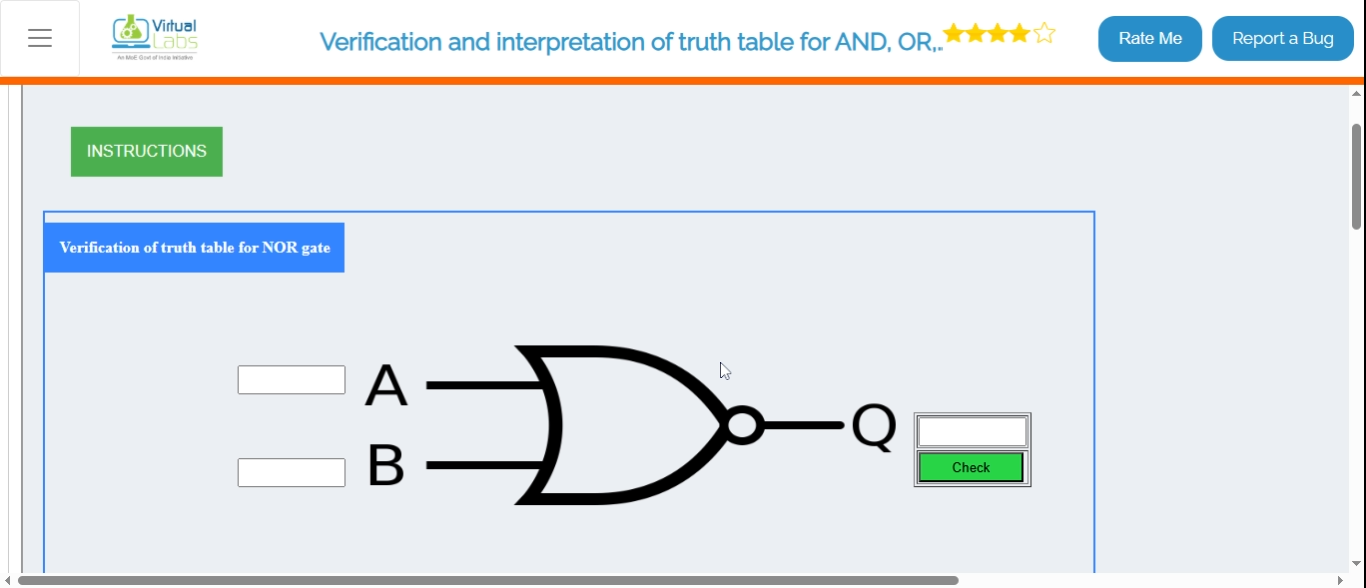 Virtual
Labs
An MoE Govt of India Initiative
Verification and interpretation of truth table for AND, OR,..
Rate Me
Report a Bug
INSTRUCTIONS
Verification of truth table for NOR gate
A
B
Q
Check